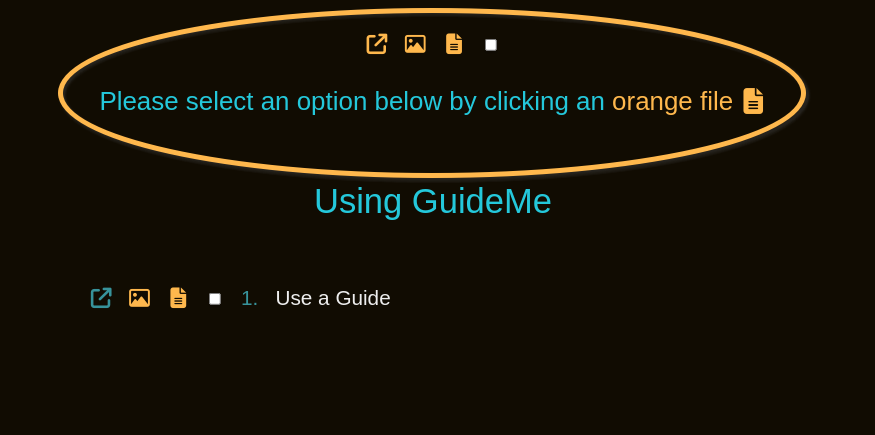 Please select an option below by clicking an orange file
Using GuideMe
1. Use a Guide